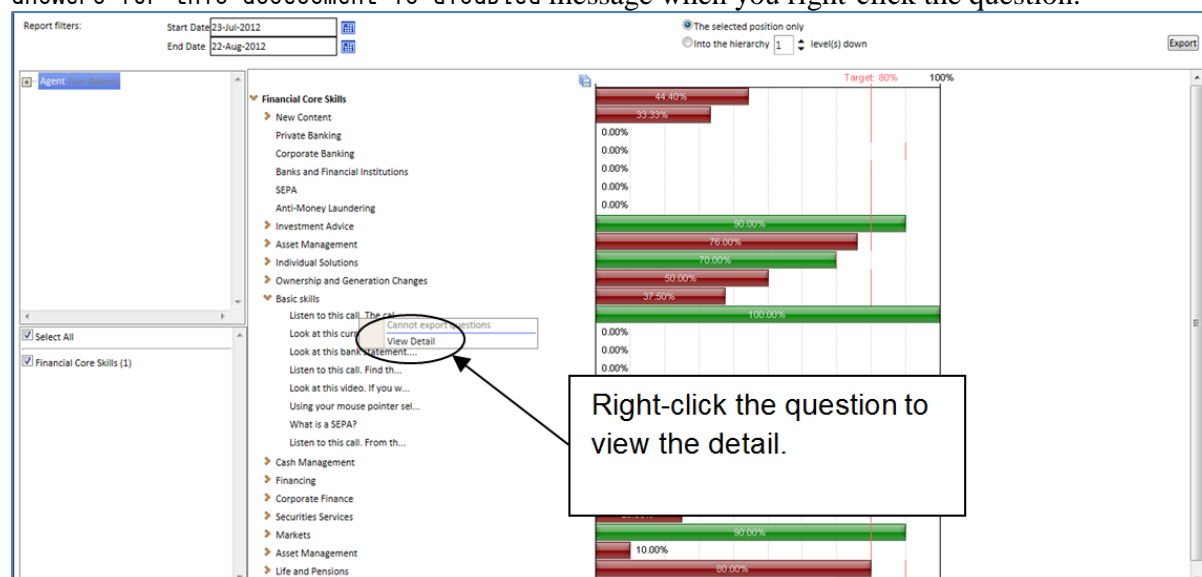 message when you right-click the question.
Report filters:
Start Date 23-Jul-2012
The selected position only
End Date 22-Aug-2012
Into the hierarchy 1 level(s) down
Export
Agent
Target: 80% 100%
Financial Core Skills 44.40%
New Content 33.33%
Private Banking 0.00%
Corporate Banking 0.00%
Banks and Financial Institutions 0.00%
SEPA 0.00%
Anti-Money Laundering 0.00%
Investment Advice 90.00%
Asset Management 76.00%
Individual Solutions 70.00%
Ownership and Generation Changes 50.00%
Basic skills 37.50%
Listen to this call. The cal... 100.00%
Cannot export questions
Select All
Look at this cur 0.00%
View Detail
Look at this bank statement.... 0.00%
Financial Core Skills (1)
Listen to this call. Find th... 0.00%
Look at this video. If you w...
Using your mouse pointer sel...
What is a SEPA?
Listen to this call. From th...
Right-click the question to
view the detail.
Cash Management
Financing
Corporate Finance
Securities Services
Markets 90.00%
Asset Management 10.00%
Life and Pensions 80.00%